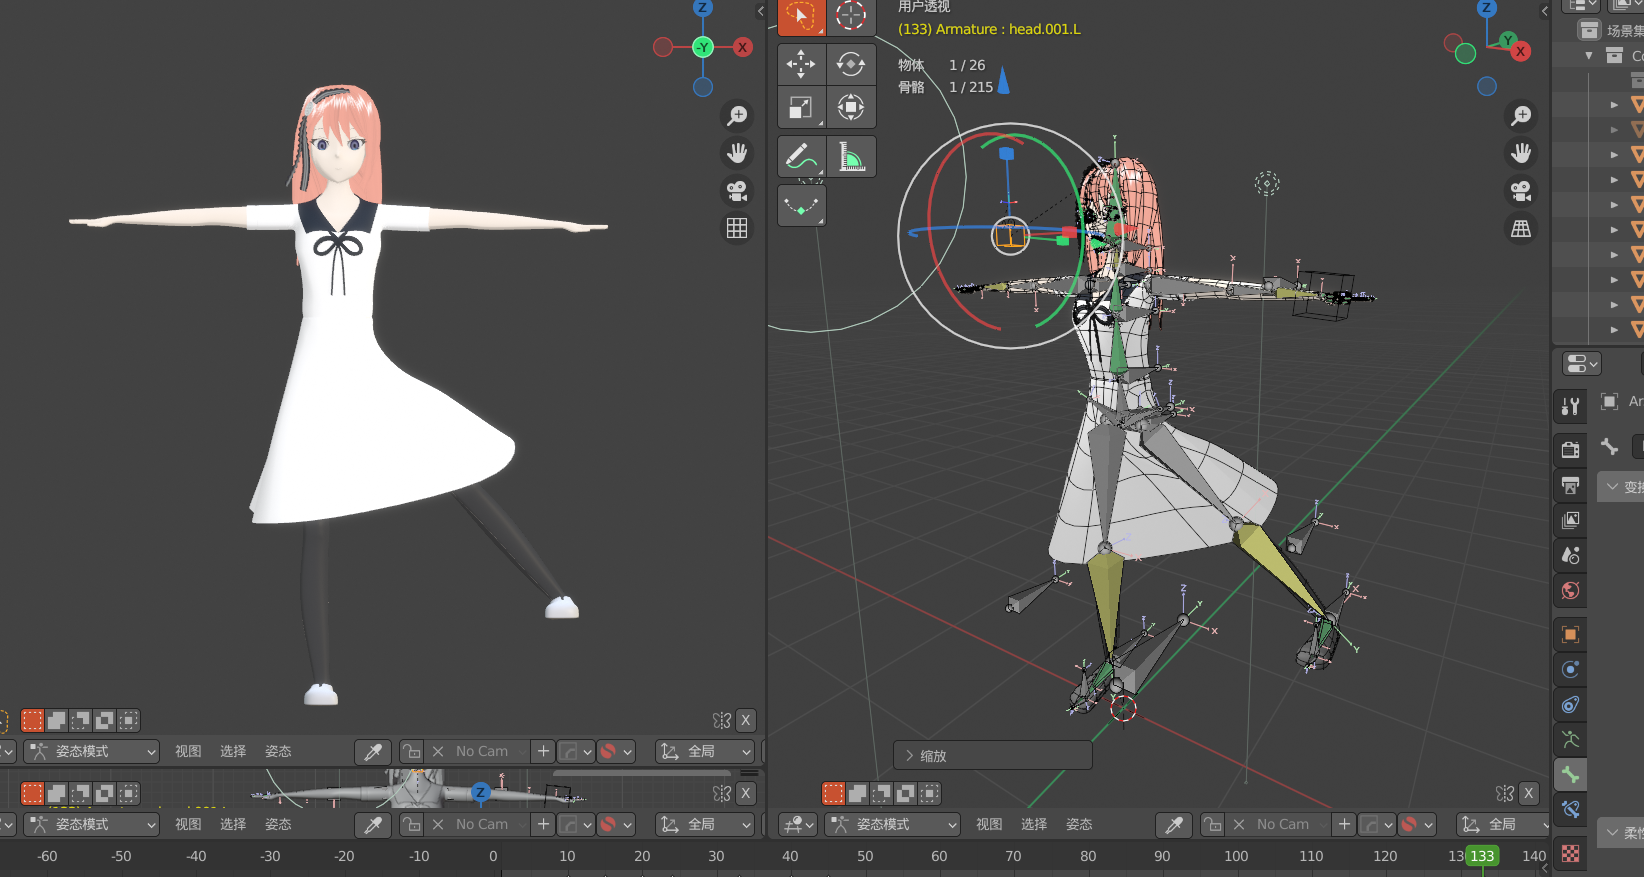 Z
-Y
X
用户透视
(133) Armature : head.001.L
物体 1 / 26
骨骼 1 / 215
Z
Y
X
场景集
Co
Ar
变换
缩放
X
姿态模式
视图
选择
姿态
No Cam
全局
Z
X
姿态模式
视图
选择
姿态
No Cam
全局
X
姿态模式
视图
选择
姿态
No Cam
全局
柔性
-60 -50 -40 -30 -20 -10 0 10 20 30
40 50 60 70 80 90 100 110 120 133 140